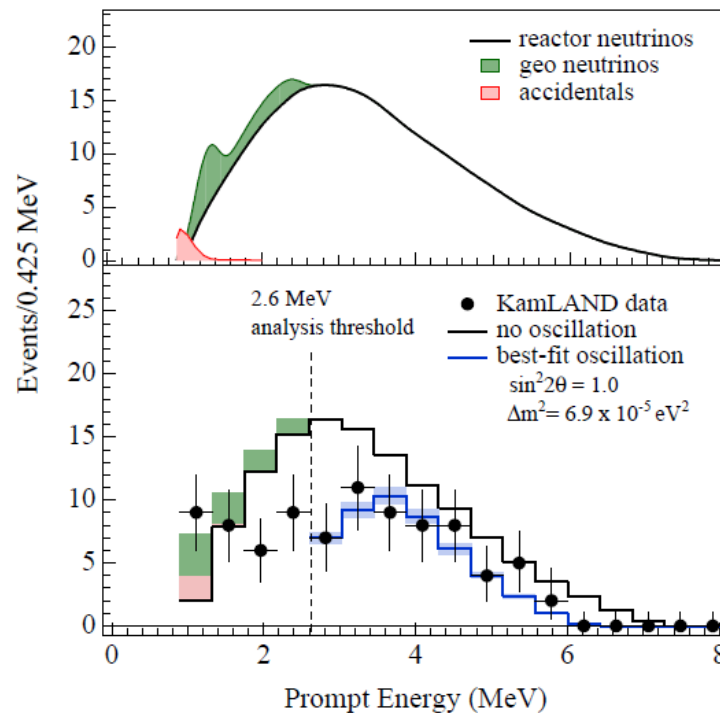 20
15
10
5
0
reactor neutrinos
geo neutrinos
accidentals
Events/0.425 MeV
25
20
15
10
5
0
2.6 MeV
analysis threshold
KamLAND data
no oscillation
best-fit oscillation
sin²2θ = 1.0
Δm² = 6.9 x 10⁻⁵ eV²
0 2 4 6 8
Prompt Energy (MeV)